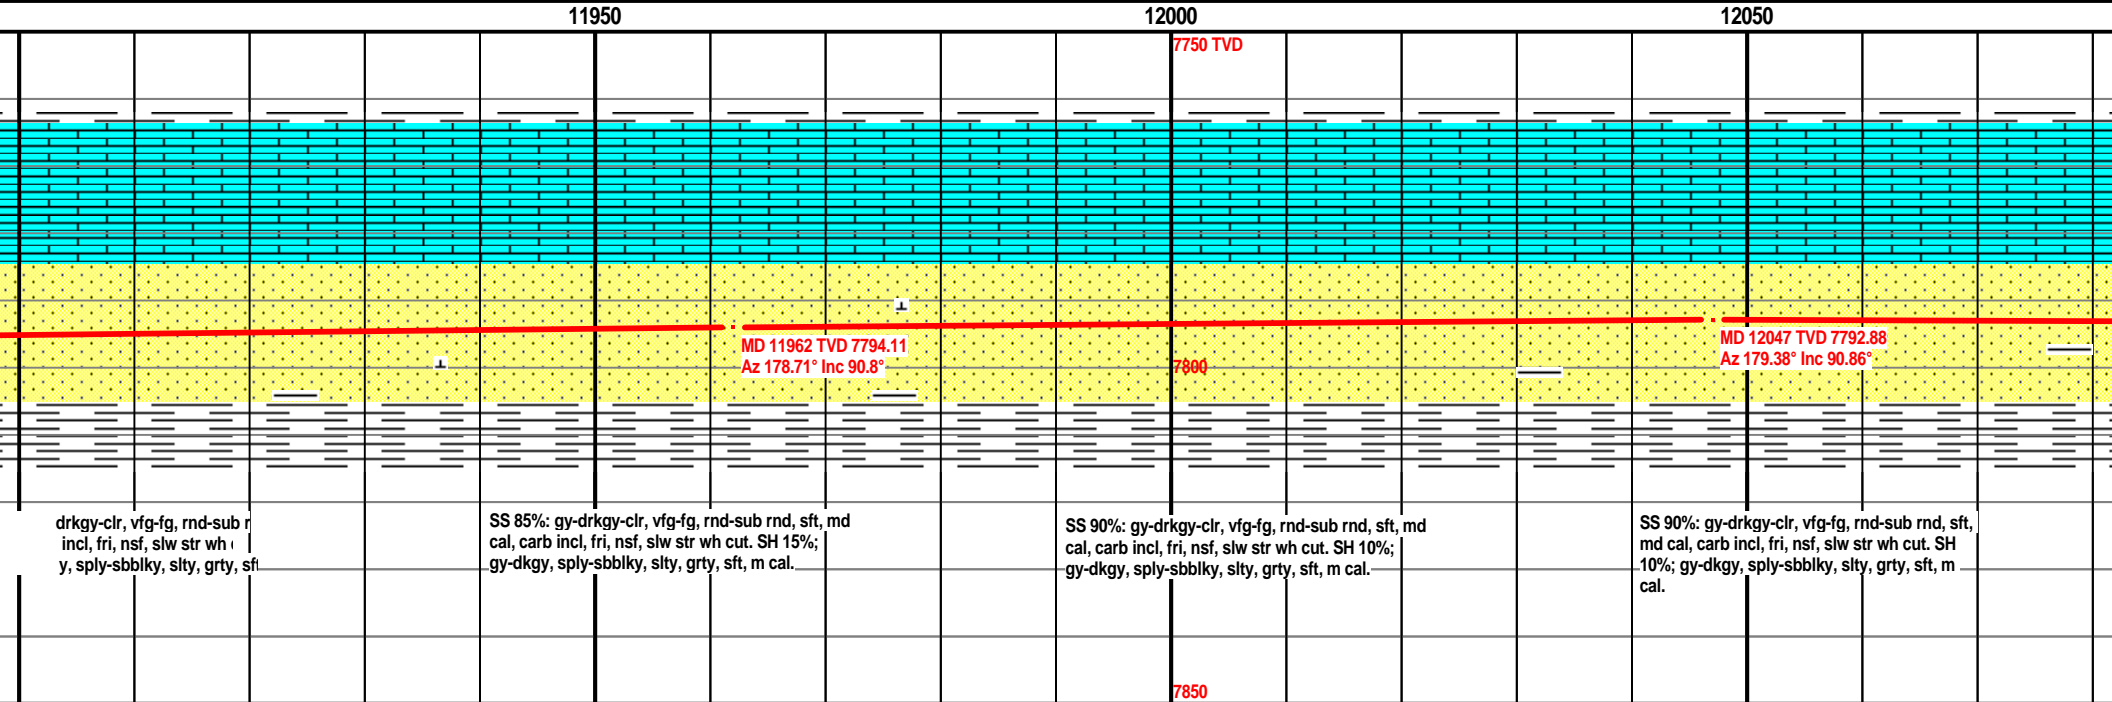 11950
12000
12050
7750 TVD
MD 11962 TVD 7794.11
Az 178.71° Inc 90.8°
7800
MD 12047 TVD 7792.88
Az 179.38° Inc 90.86°
drkgy-clr, vfg-fg, rnd-sub
incl, fri, nsf, slw str wh
y, sply-sbblky, slty, grty, sft
SS 85%: gy-drkgy-clr, vfg-fg, rnd-sub rnd, sft, md
cal, carb incl, fri, nsf, slw str wh cut. SH 15%;
gy-dkgy, sply-sbblky, slty, grty, sft, m cal.
SS 90%: gy-drkgy-clr, vfg-fg, rnd-sub rnd, sft, md
cal, carb incl, fri, nsf, slw str wh cut. SH 10%;
gy-dkgy, sply-sbblky, slty, grty, sft, m cal.
SS 90%: gy-drkgy-clr, vfg-fg, rnd-sub rnd, sft,
md cal, carb incl, fri, nsf, slw str wh cut. SH
10%; gy-dkgy, sply-sbblky, slty, grty, sft, m
cal.
7850